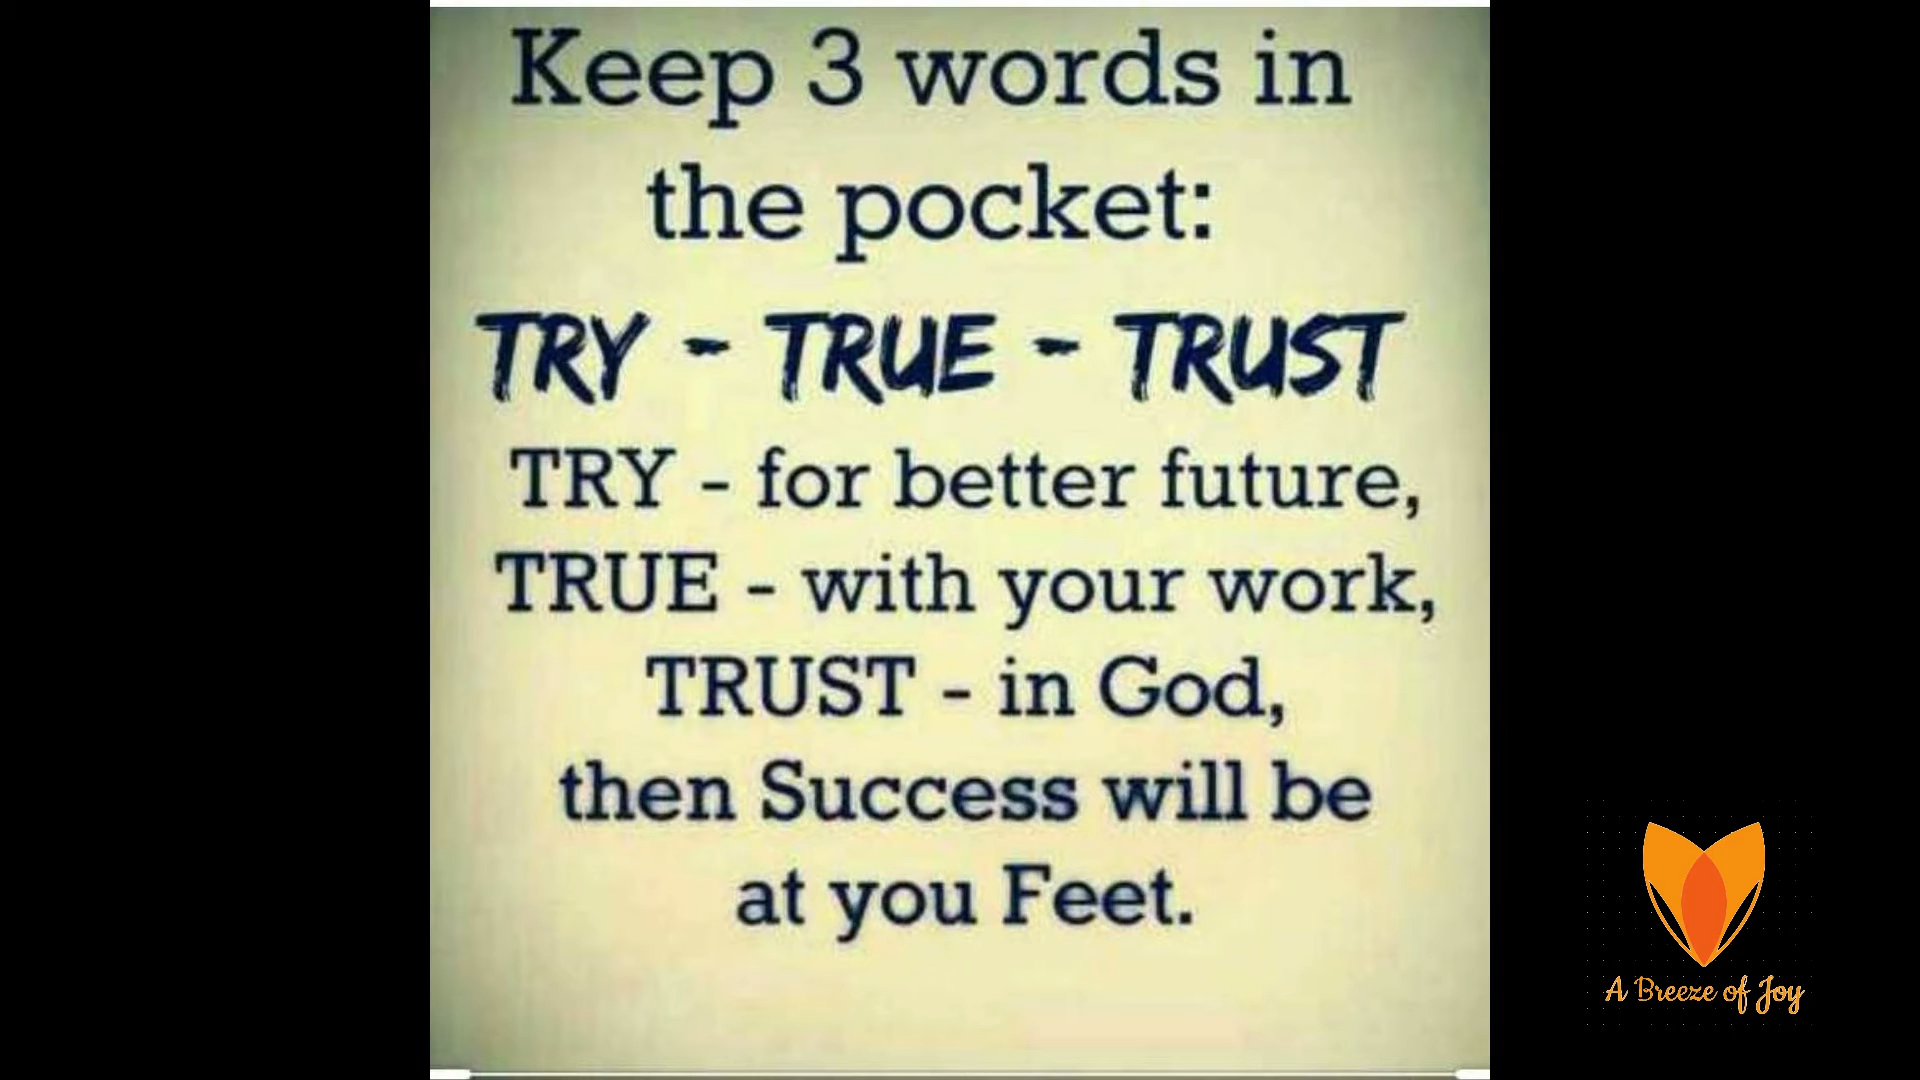 Keep 3 words in
the pocket:
TRY - TRUE - TRUST
TRY - for better future,
TRUE - with your work,
TRUST - in God,
then Success will be
at you Feet.
A Breeze of Joy